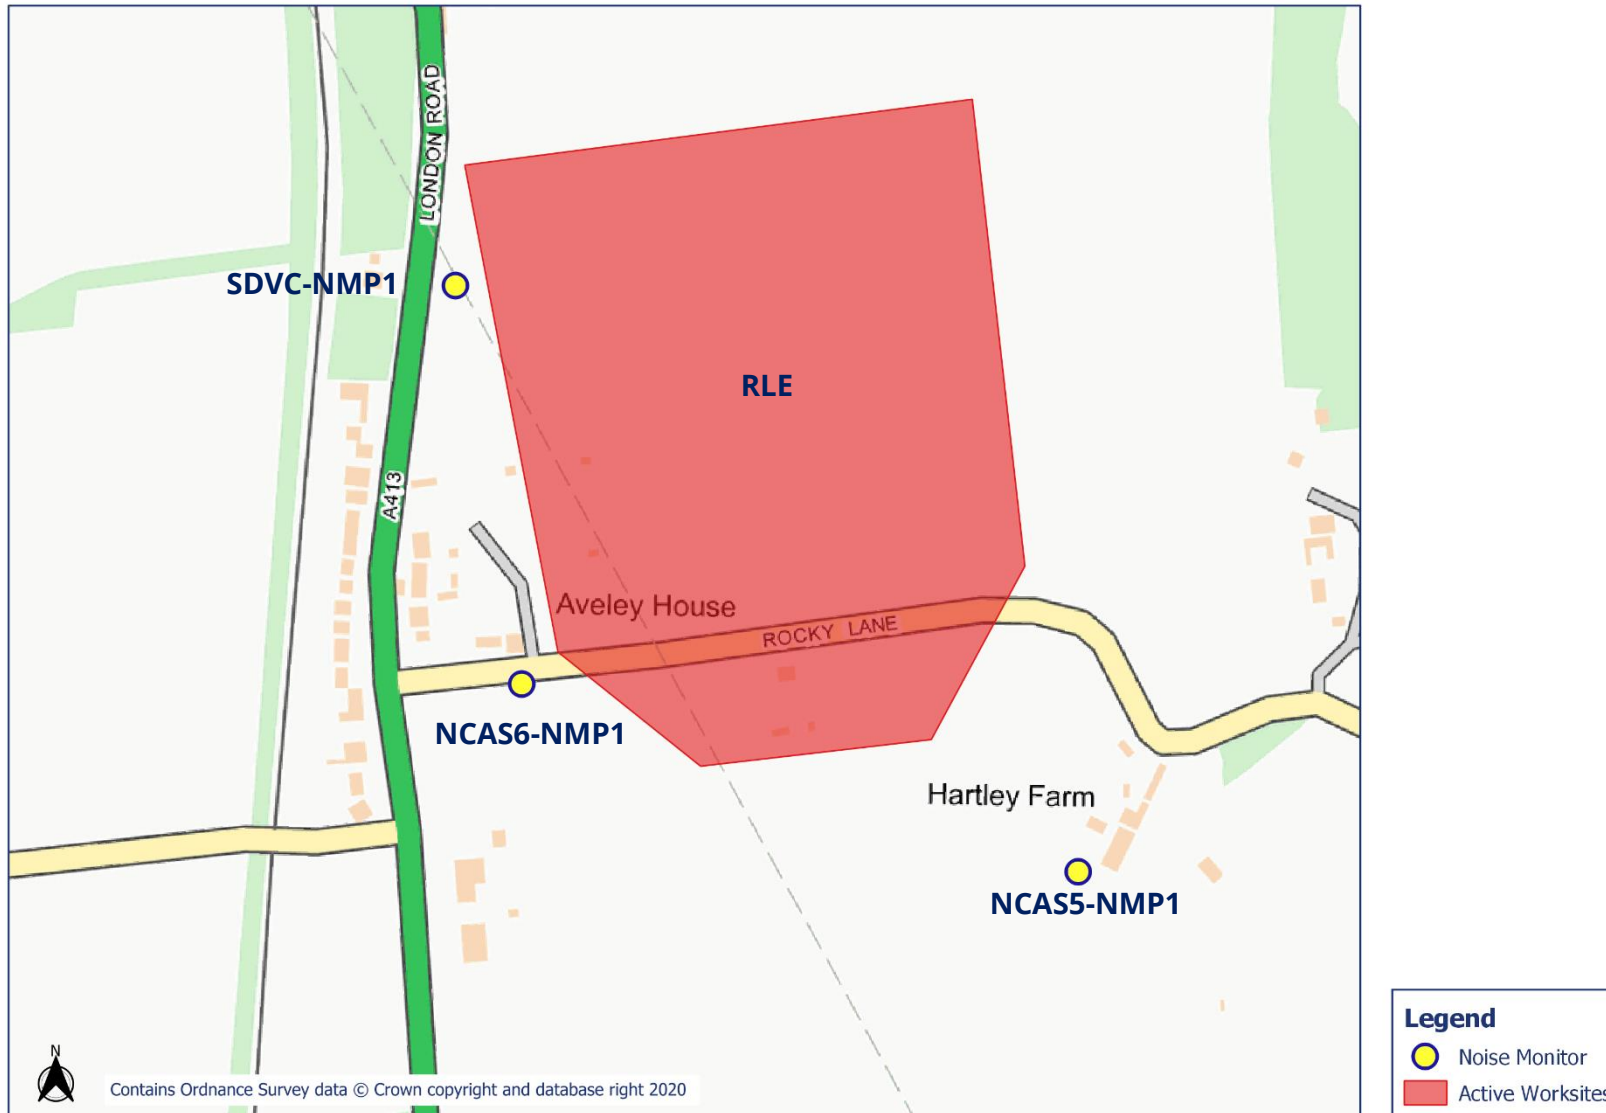 LONDON ROAD
SDVC-NMP1
RLE
A413
Aveley House
ROCKY LANE
NCAS6-NMP1
Hartley Farm
NCAS5-NMP1
N
Contains Ordnance Survey data © Crown copyright and database right 2020
Legend
Noise Monitor
Active Worksites